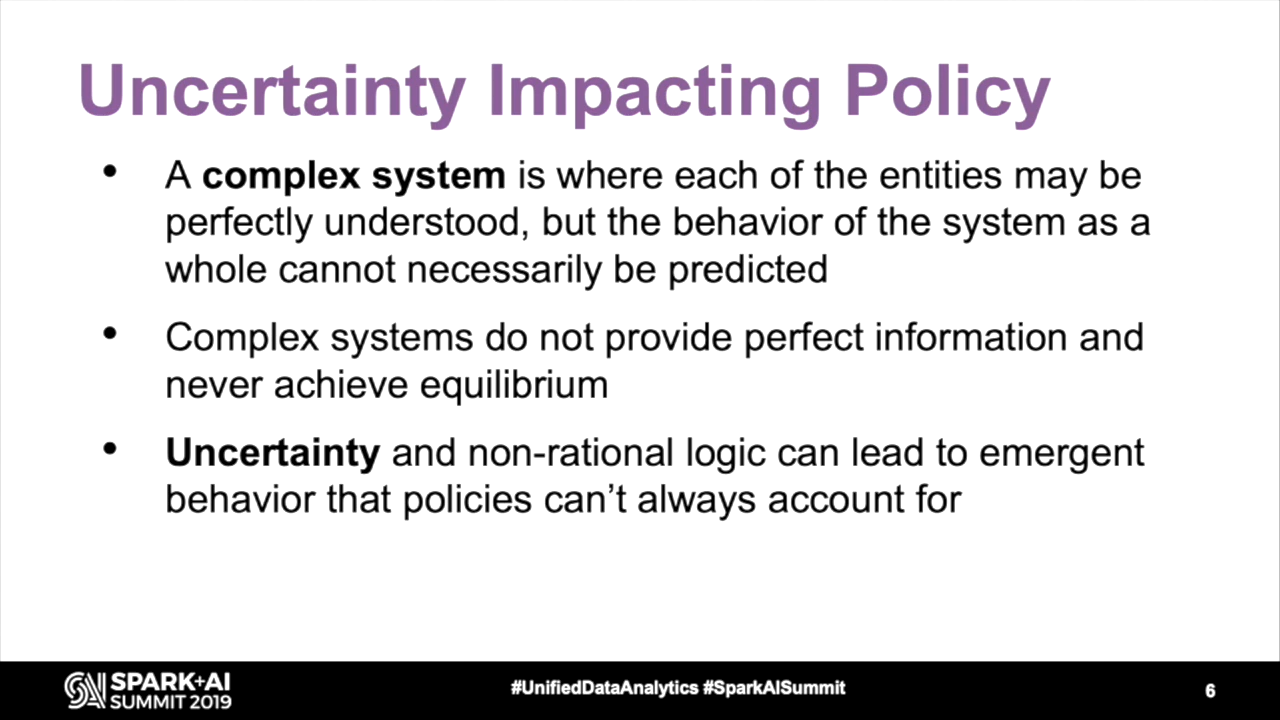 Uncertainty Impacting Policy
• A complex system is where each of the entities may be
perfectly understood, but the behavior of the system as a
whole cannot necessarily be predicted
• Complex systems do not provide perfect information and
never achieve equilibrium
• Uncertainty and non-rational logic can lead to emergent
behavior that policies can’t always account for
SPARK+AI
SUMMIT 2019
#UnifiedDataAnalytics #SparkAISummit
6